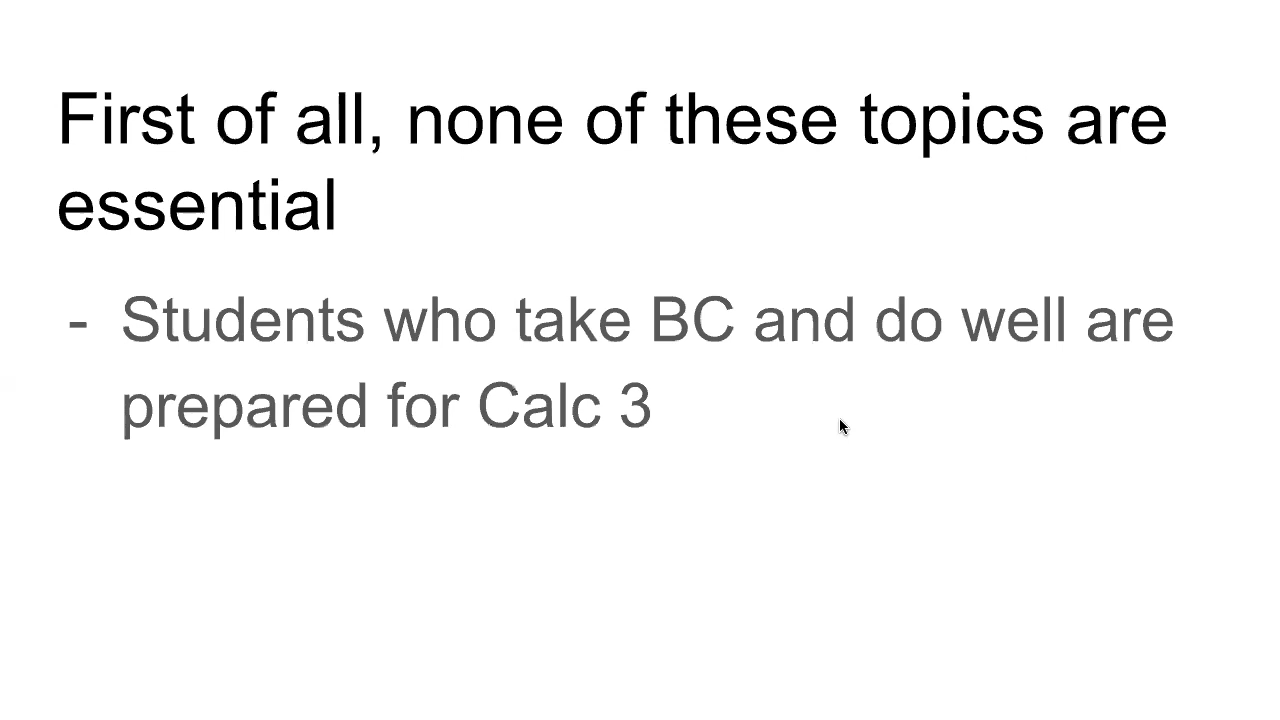 First of all, none of these topics are
essential
- Students who take BC and do well are
prepared for Calc 3